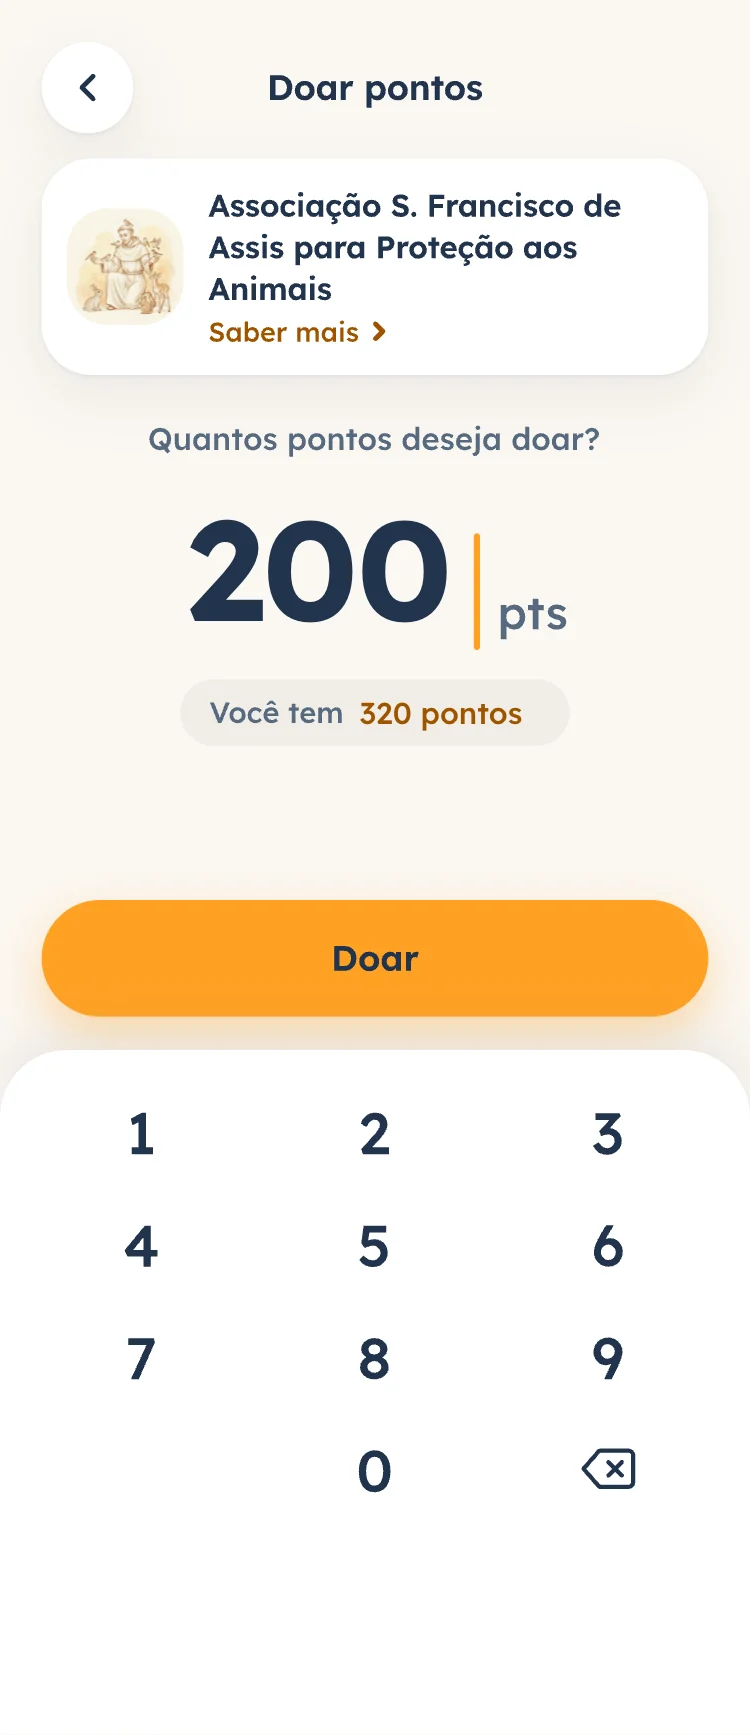 Doar pontos
Associação S. Francisco de
Assis para Proteção aos
Animais
Saber mais
Quantos pontos deseja doar?
200 pts
Você tem 320 pontos
Doar
1 2 3
4 5 6
7 8 9
0